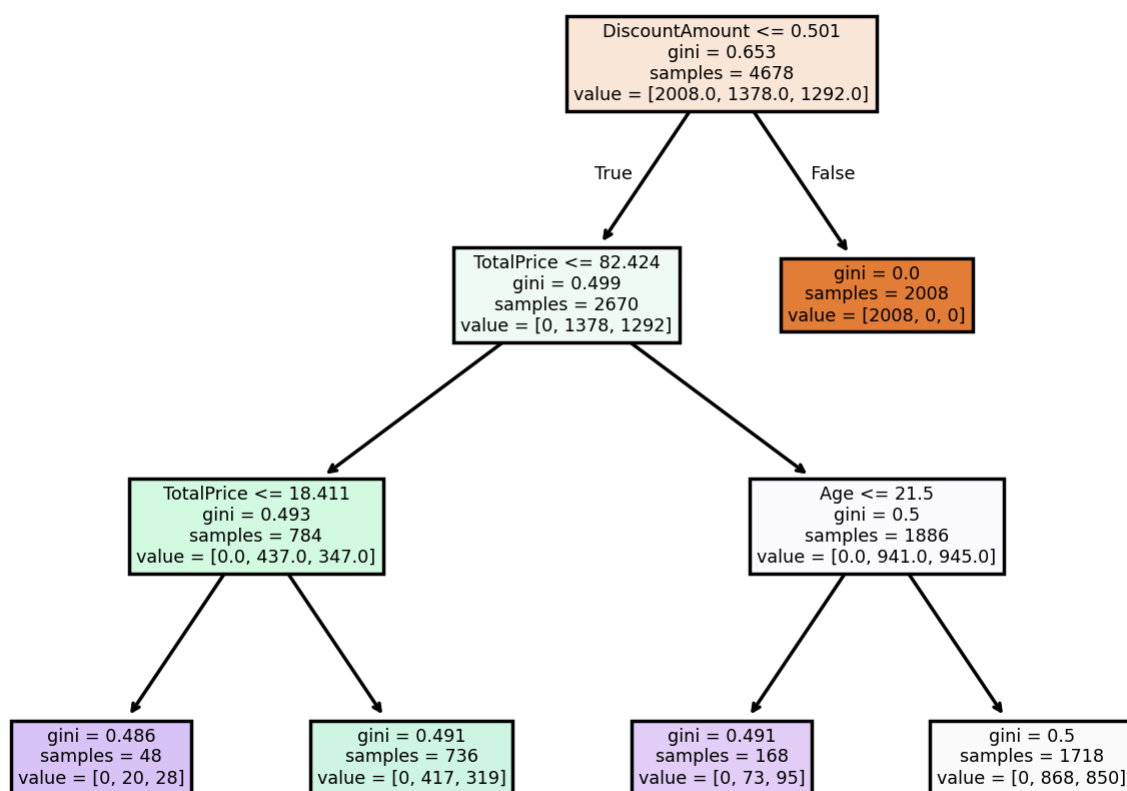 DiscountAmount <= 0.501
gini = 0.653
samples = 4678
value = [2008.0, 1378.0, 1292.0]
True
False
TotalPrice <= 82.424
gini = 0.499
samples = 2670
value = [0, 1378, 1292]
gini = 0.0
samples = 2008
value = [2008, 0, 0]
TotalPrice <= 18.411
gini = 0.493
samples = 784
value = [0.0, 437.0, 347.0]
Age <= 21.5
gini = 0.5
samples = 1886
value = [0.0, 941.0, 945.0]
gini = 0.486
samples = 48
value = [0, 20, 28]
gini = 0.491
samples = 736
value = [0, 417, 319]
gini = 0.491
samples = 168
value = [0, 73, 95]
gini = 0.5
samples = 1718
value = [0, 868, 850]